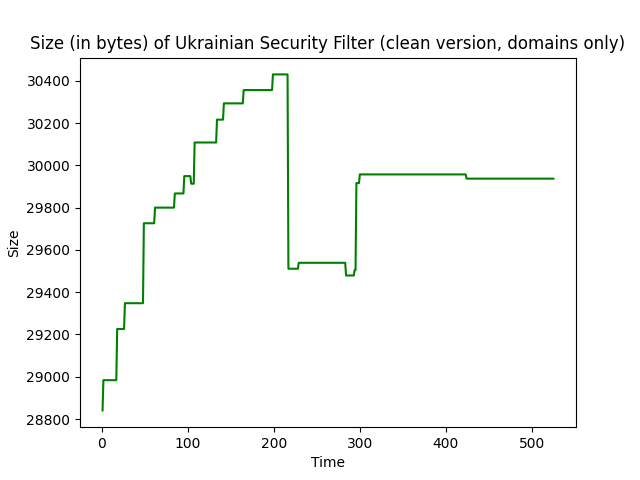 Size (in bytes) of Ukrainian Security Filter (clean version, domains only)
30400
30200
30000
29800
29600
29400
29200
29000
28800
Size
0 100 200 300 400 500
Time